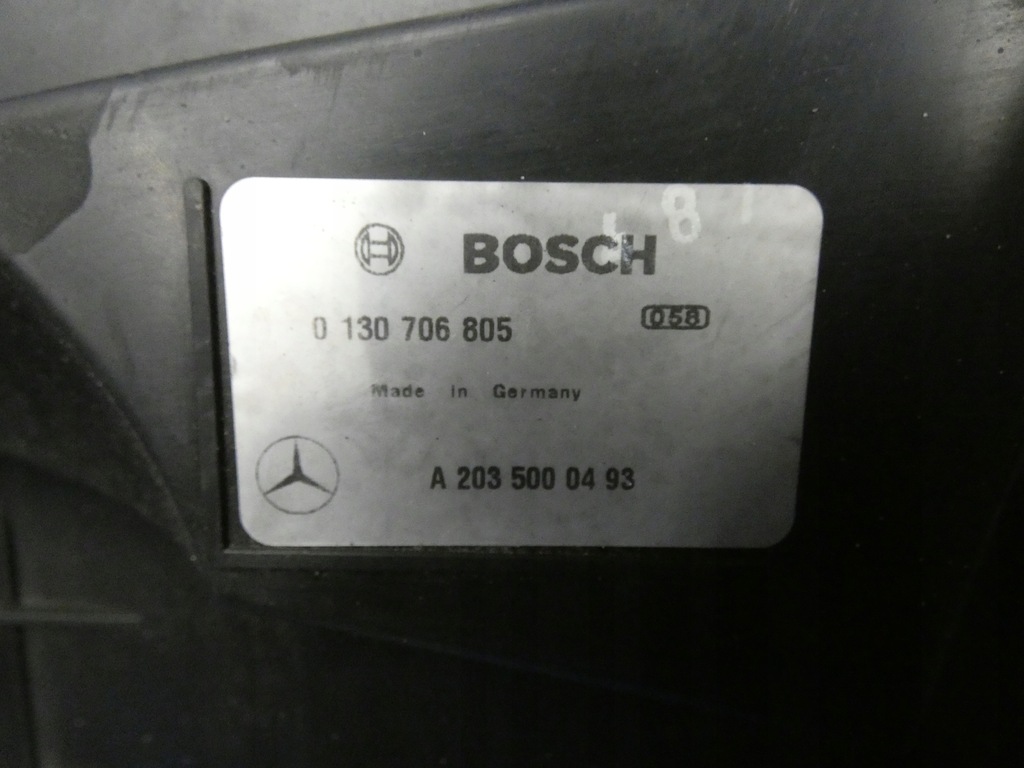 BOSCH
0 130 706 805
058
Made in Germany
A 203 500 04 93